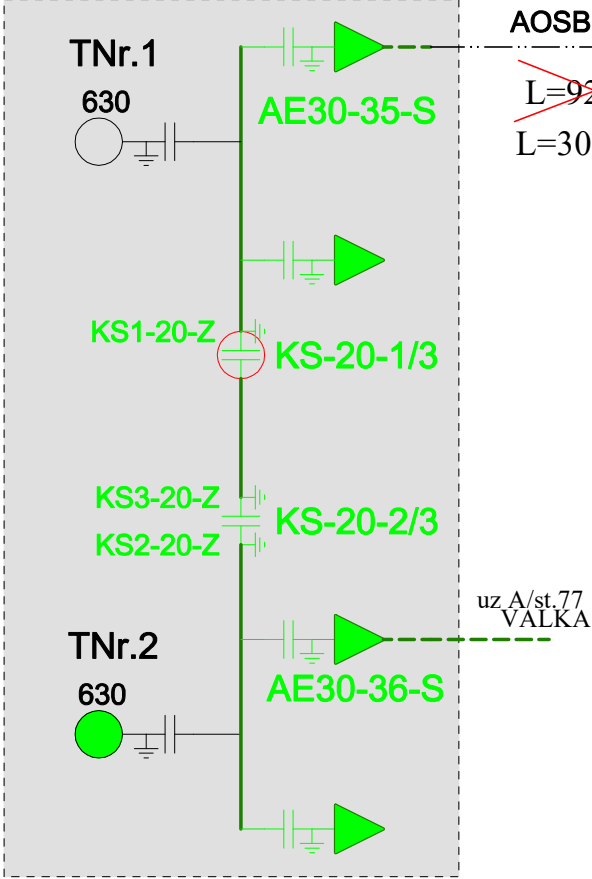 AOSB
TNr.1
L=92
630
AE30-35-S
L=30
KS1-20-Z
KS-20-1/3
KS3-20-Z
KS-20-2/3
KS2-20-Z
uz A/st.77
VALKA
TNr.2
630
AE30-36-S